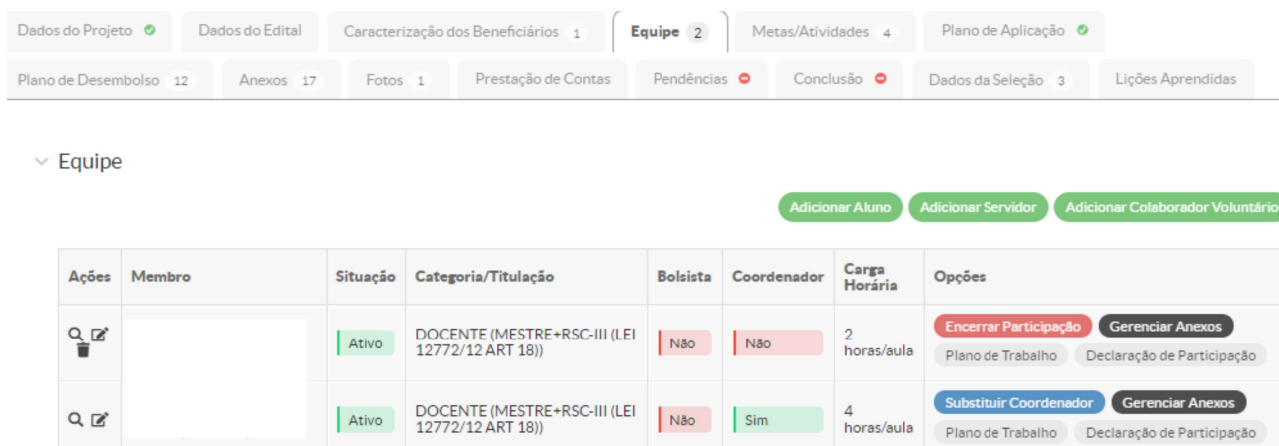 Dados do Projeto Dados do Edital Caracterização dos Beneficiários 1 Equipe 2 Metas/Atividades 4 Plano de Aplicação
Plano de Desembolso 12 Anexos 17 Fotos 1 Prestação de Contas Pendências Conclusão Dados da Seleção 3 Lições Aprendidas
Equipe
Adicionar Aluno Adicionar Servidor Adicionar Colaborador Voluntário
Ações Membro Situação Categoria/Titulação Bolsista Coordenador Carga Horária Opções
Ativo DOCENTE (MESTRE+RSC-III (LEI 12772/12 ART 18)) Não Não 2 horas/aula Encerrar Participação Gerenciar Anexos
Plano de Trabalho Declaração de Participação
Ativo DOCENTE (MESTRE+RSC-III (LEI 12772/12 ART 18)) Não Sim 4 horas/aula Substituir Coordenador Gerenciar Anexos
Plano de Trabalho Declaração de Participação